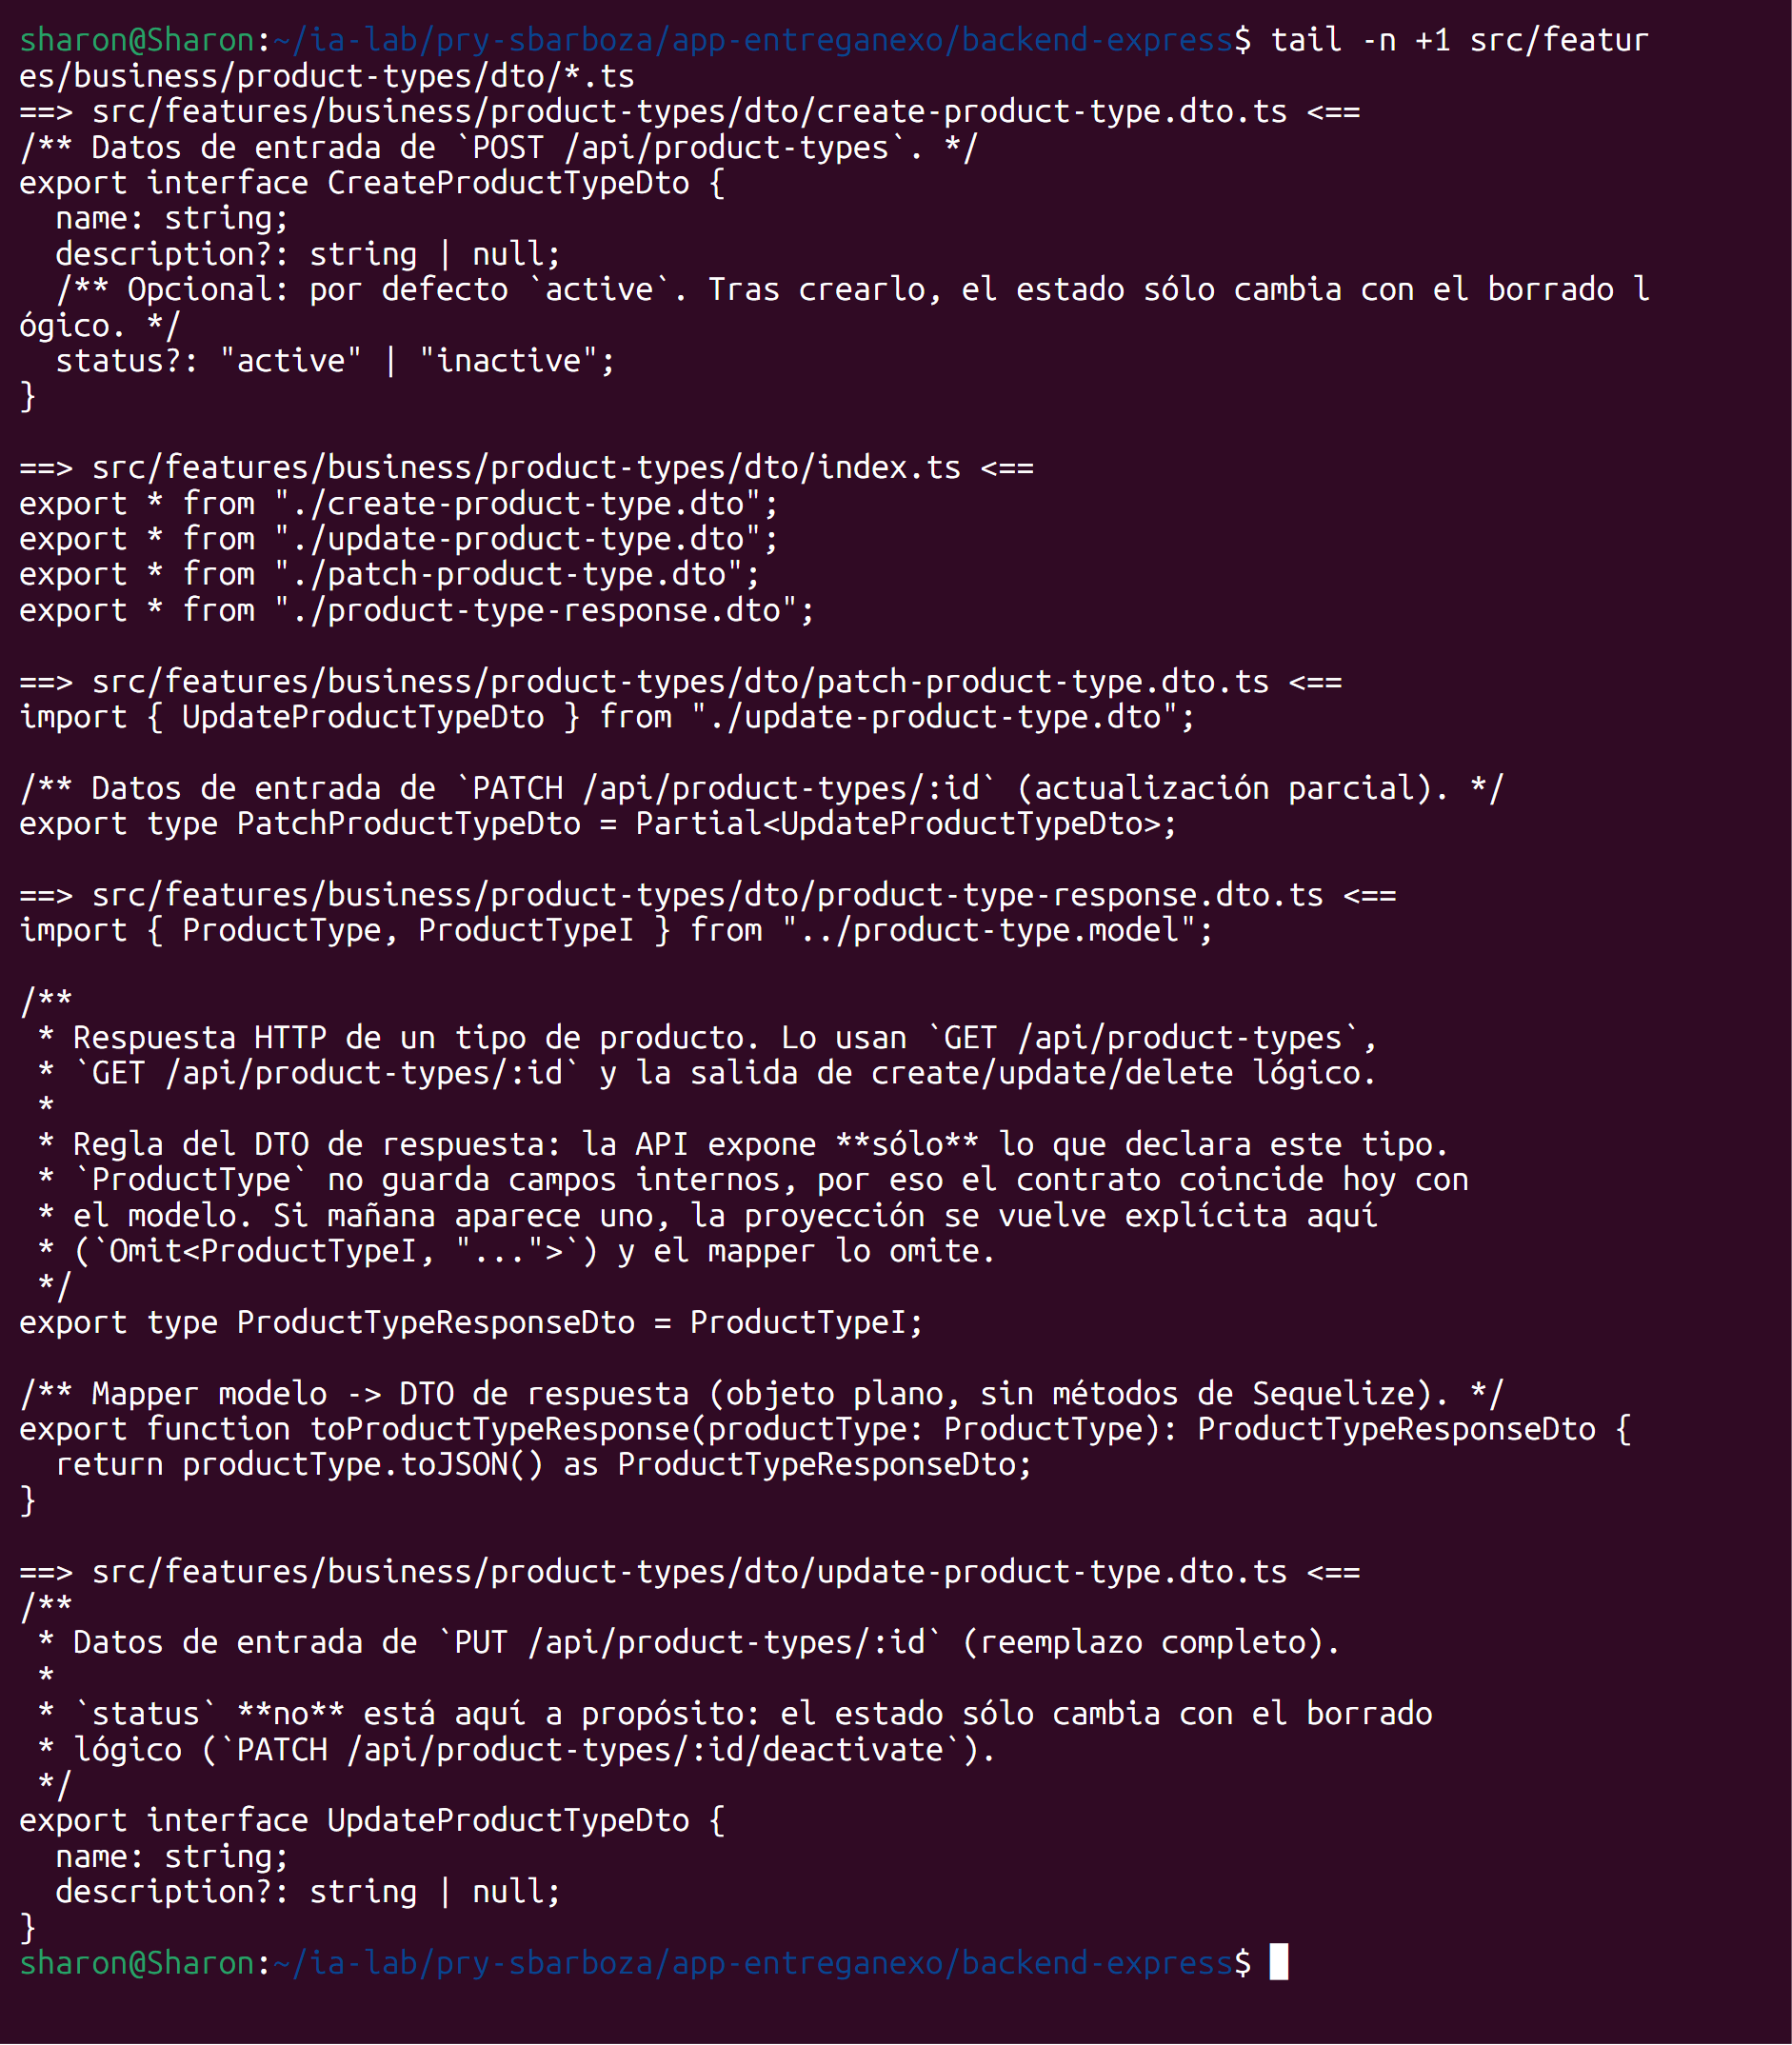 sharon@Sharon:~/ia-lab/pry-sbarboza/app-entreganexo/backend-express$ tail -n +1 src/featur
es/business/product-types/dto/*.ts
==> src/features/business/product-types/dto/create-product-type.dto.ts <==
/** Datos de entrada de `POST /api/product-types`. */
export interface CreateProductTypeDto {
  name: string;
  description?: string | null;
  /** Opcional: por defecto `active`. Tras crearlo, el estado sólo cambia con el borrado l
ógico. */
  status?: "active" | "inactive";
}

==> src/features/business/product-types/dto/index.ts <==
export * from "./create-product-type.dto";
export * from "./update-product-type.dto";
export * from "./patch-product-type.dto";
export * from "./product-type-response.dto";

==> src/features/business/product-types/dto/patch-product-type.dto.ts <==
import { UpdateProductTypeDto } from "./update-product-type.dto";

/** Datos de entrada de `PATCH /api/product-types/:id` (actualización parcial). */
export type PatchProductTypeDto = Partial<UpdateProductTypeDto>;

==> src/features/business/product-types/dto/product-type-response.dto.ts <==
import { ProductType, ProductTypeI } from "../product-type.model";

/**
 * Respuesta HTTP de un tipo de producto. Lo usan `GET /api/product-types`,
 * `GET /api/product-types/:id` y la salida de create/update/delete lógico.
 *
 * Regla del DTO de respuesta: la API expone **sólo** lo que declara este tipo.
 * `ProductType` no guarda campos internos, por eso el contrato coincide hoy con
 * el modelo. Si mañana aparece uno, la proyección se vuelve explícita aquí
 * (`Omit<ProductTypeI, "...">`) y el mapper lo omite.
 */
export type ProductTypeResponseDto = ProductTypeI;

/** Mapper modelo -> DTO de respuesta (objeto plano, sin métodos de Sequelize). */
export function toProductTypeResponse(productType: ProductType): ProductTypeResponseDto {
  return productType.toJSON() as ProductTypeResponseDto;
}

==> src/features/business/product-types/dto/update-product-type.dto.ts <==
/**
 * Datos de entrada de `PUT /api/product-types/:id` (reemplazo completo).
 *
 * `status` **no** está aquí a propósito: el estado sólo cambia con el borrado
 * lógico (`PATCH /api/product-types/:id/deactivate`).
 */
export interface UpdateProductTypeDto {
  name: string;
  description?: string | null;
}
sharon@Sharon:~/ia-lab/pry-sbarboza/app-entreganexo/backend-express$